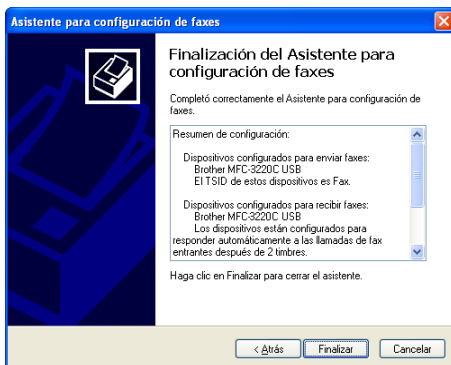 Asistente para configuración de faxes
Finalización del Asistente para
configuración de faxes
Completó correctamente el Asistente para configuración de
faxes.
Resumen de configuración:
Dispositivos configurados para enviar faxes:
Brother MFC-3220C USB
El TSID de estos dispositivos es Fax.
Dispositivos configurados para recibir faxes:
Brother MFC-3220C USB
Los dispositivos están configurados para
responder automáticamente a las llamadas de fax
entrantes después de 2 timbres.
Haga clic en Finalizar para cerrar el asistente.
< Atrás Finalizar Cancelar